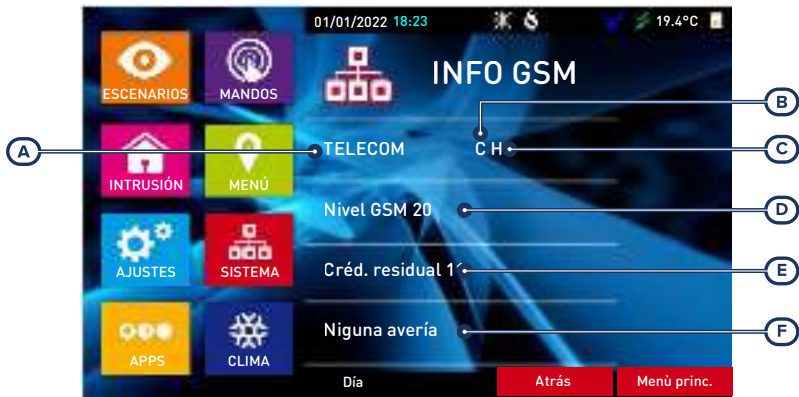 01/01/2022 18:23
19.4°C
ESCENARIOS
MANDOS
INFO GSM
B
A
TELECOM
C H
C
INTRUSIÓN
MENÚ
Nivel GSM 20
D
AJUSTES
SISTEMA
Créd. residual
E
Niguna avería
F
APPS
CLIMA
Día
Atrás
Menù princ.